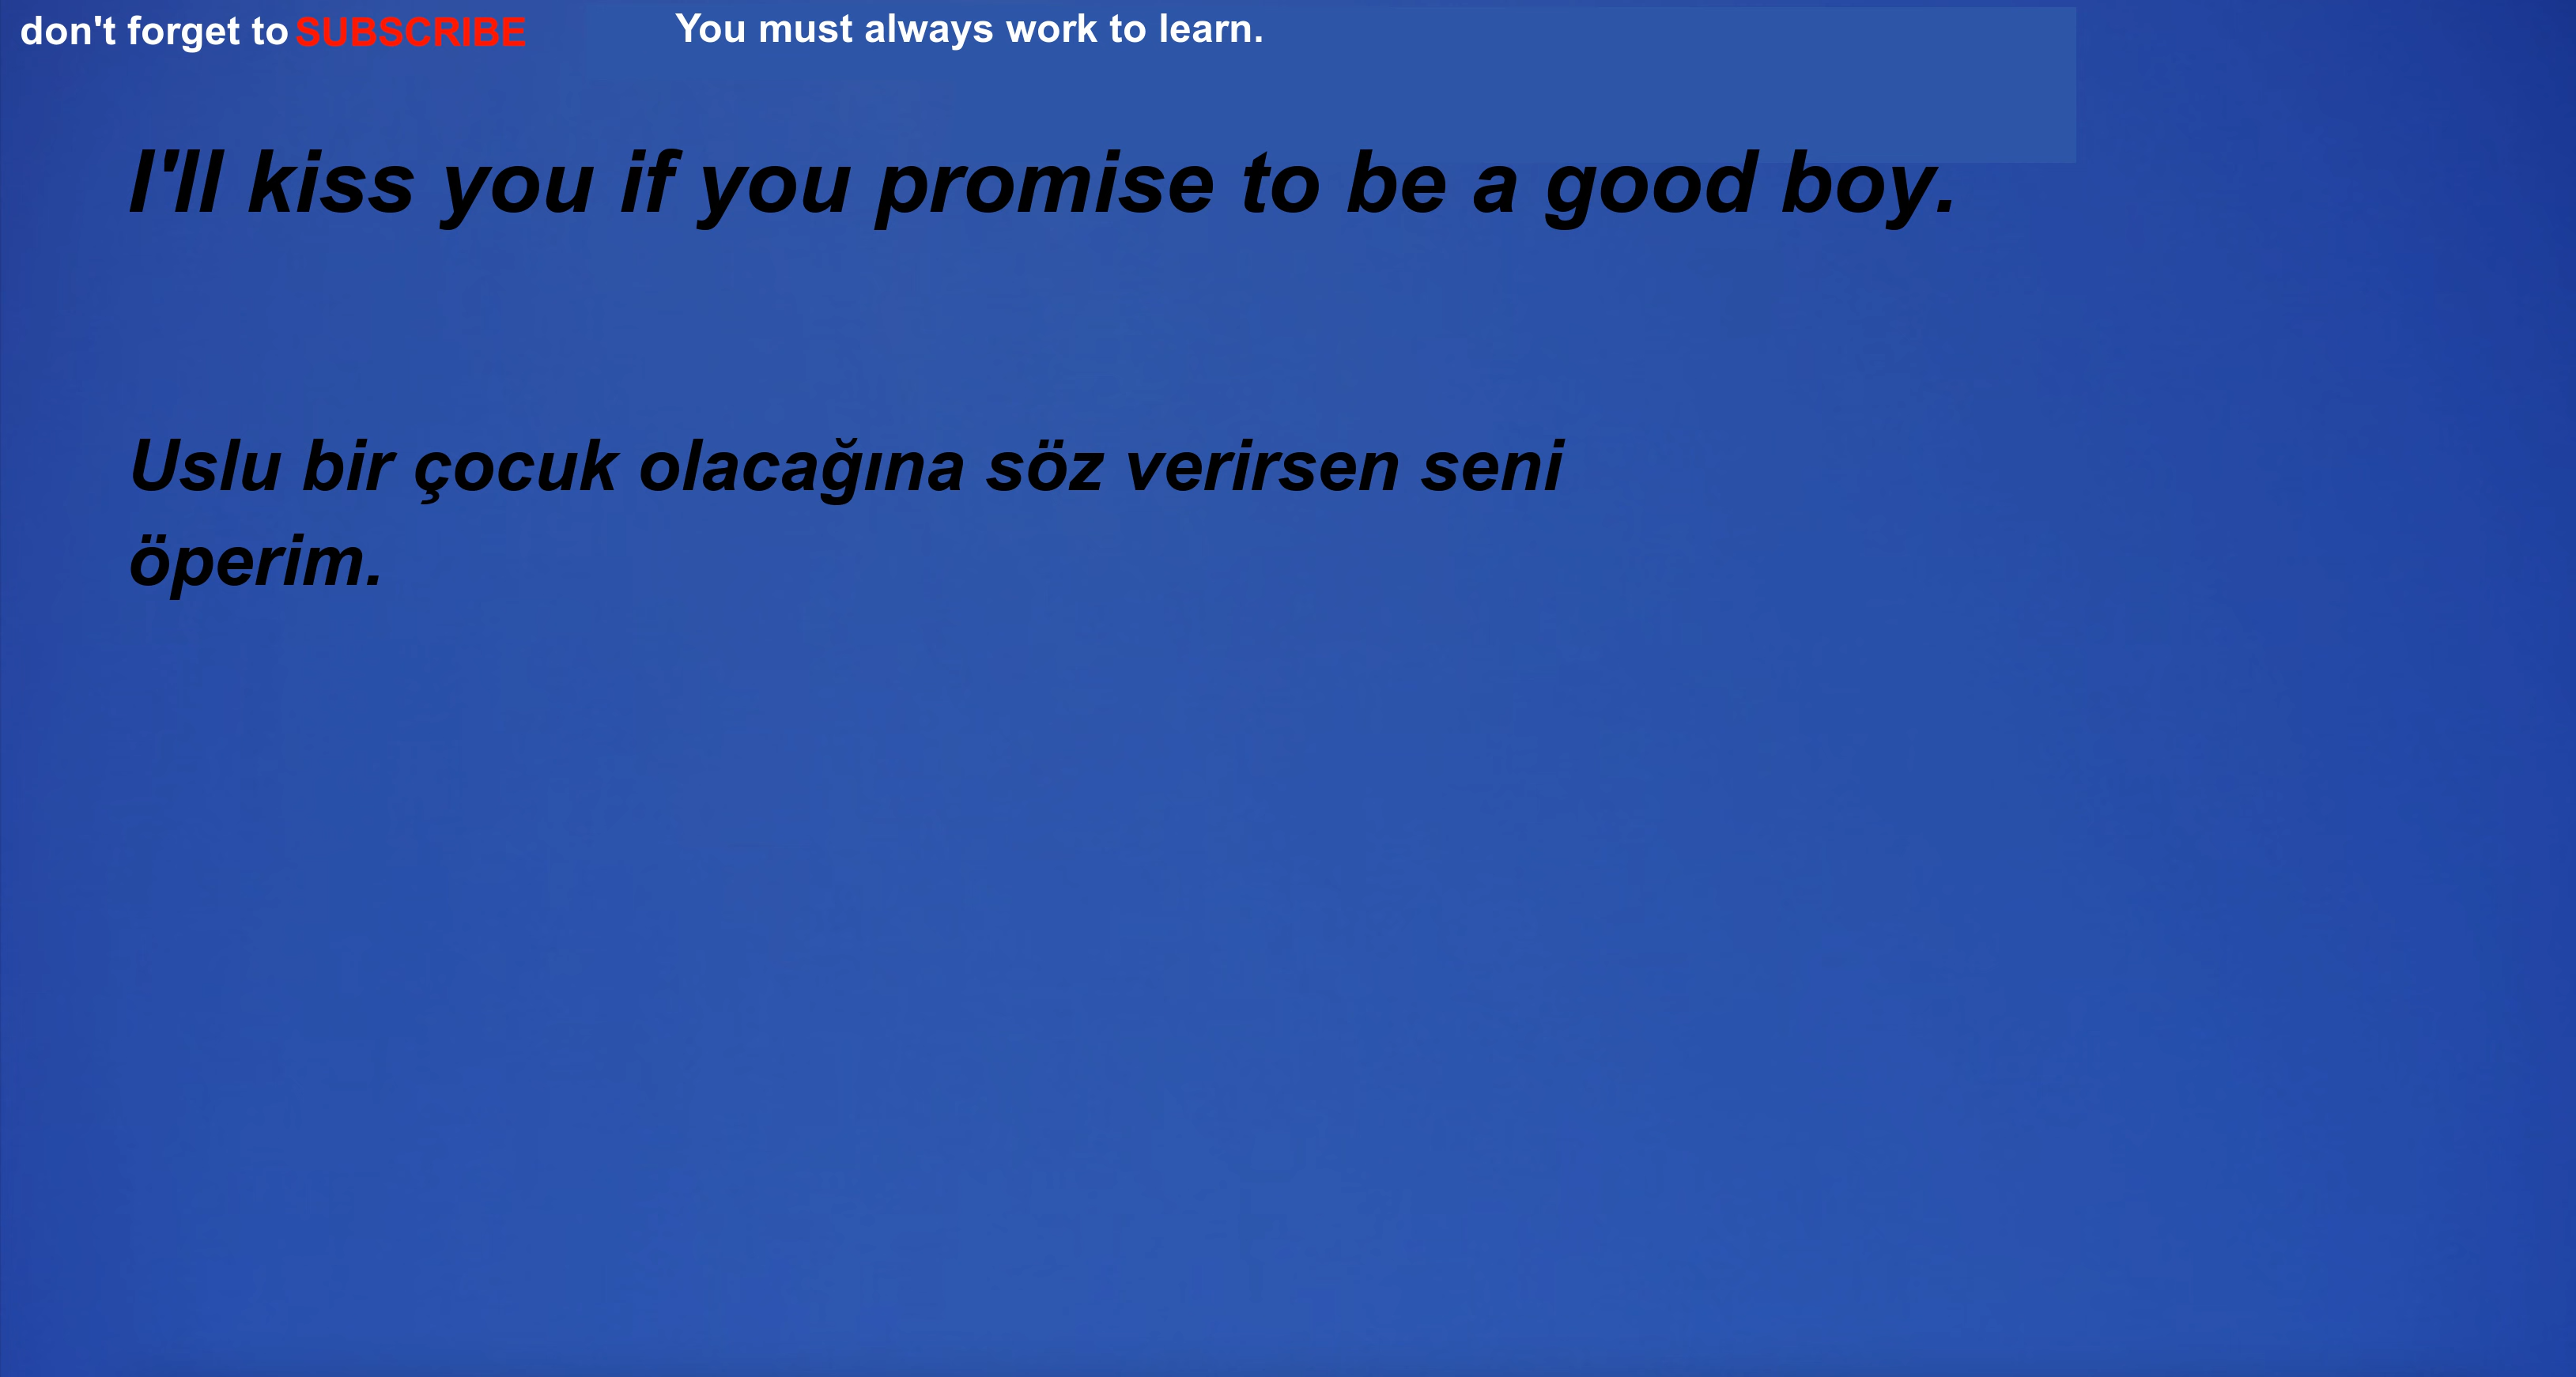 don't forget to SUBSCRIBE
You must always work to learn.
I'll kiss you if you promise to be a good boy.
Uslu bir çocuk olacağına söz verirsen seni
öperim.